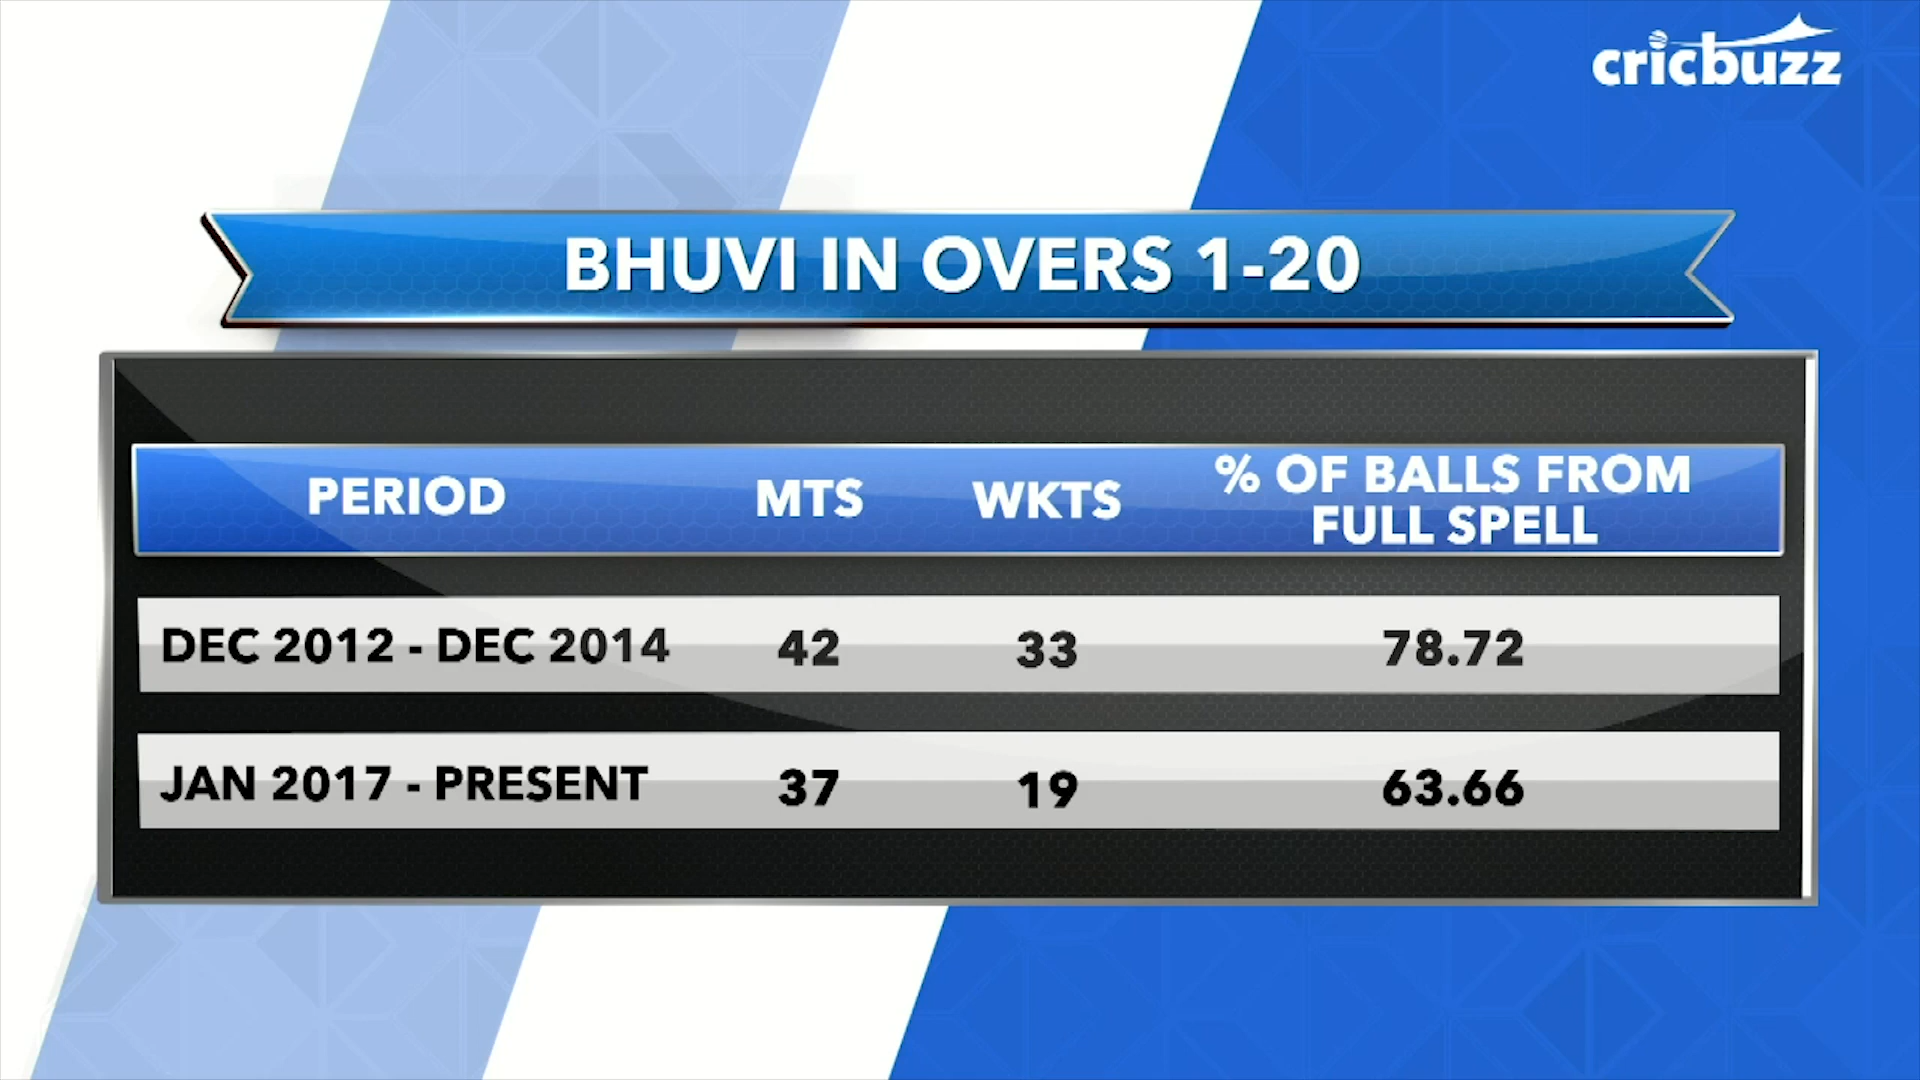 cricbuzz
BHUVI IN OVERS 1-20
PERIOD MTS WKTS % OF BALLS FROM
FULL SPELL
DEC 2012 - DEC 2014 42 33 78.72
JAN 2017 - PRESENT 37 19 63.66